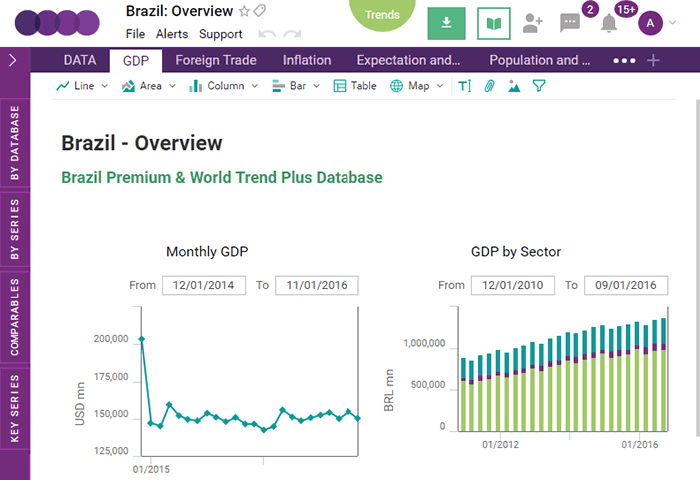 Brazil: Overview
File Alerts Support
Trends
2
15+
A
DATA GDP Foreign Trade Inflation Expectation and... Population and ...
Line Area Column Bar Table Map
BY DATABASE
BY SERIES
COMPARABLES
KEY SERIES
Brazil - Overview
Brazil Premium & World Trend Plus Database
Monthly GDP
From 12/01/2014 To 11/01/2016
200,000
175,000
150,000
125,000
USD mn
01/2015
GDP by Sector
From 12/01/2010 To 09/01/2016
1,000,000
500,000
0
BRL mn
01/2012 01/2016